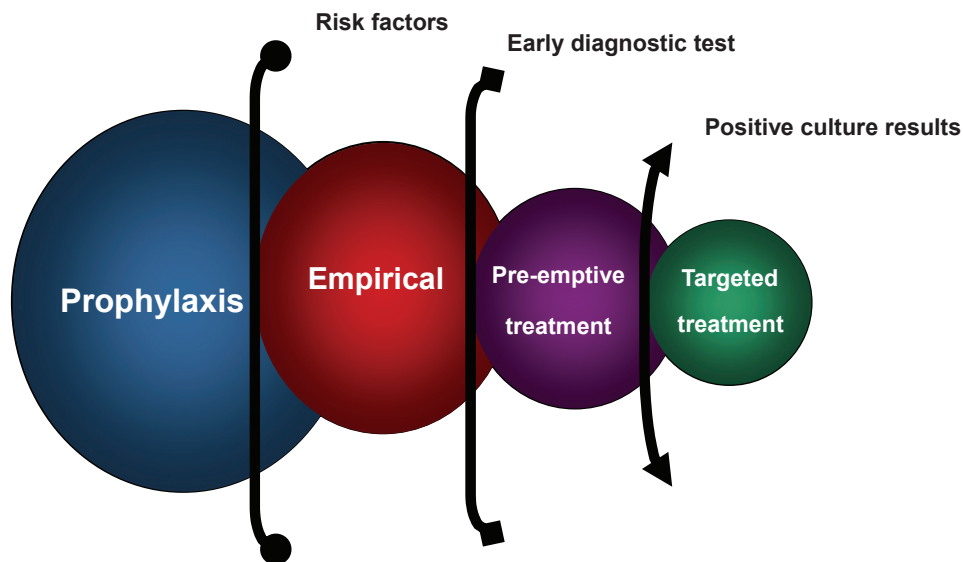 Risk factors
Early diagnostic test
Positive culture results
Prophylaxis
Empirical
Pre-emptive
treatment
Targeted
treatment